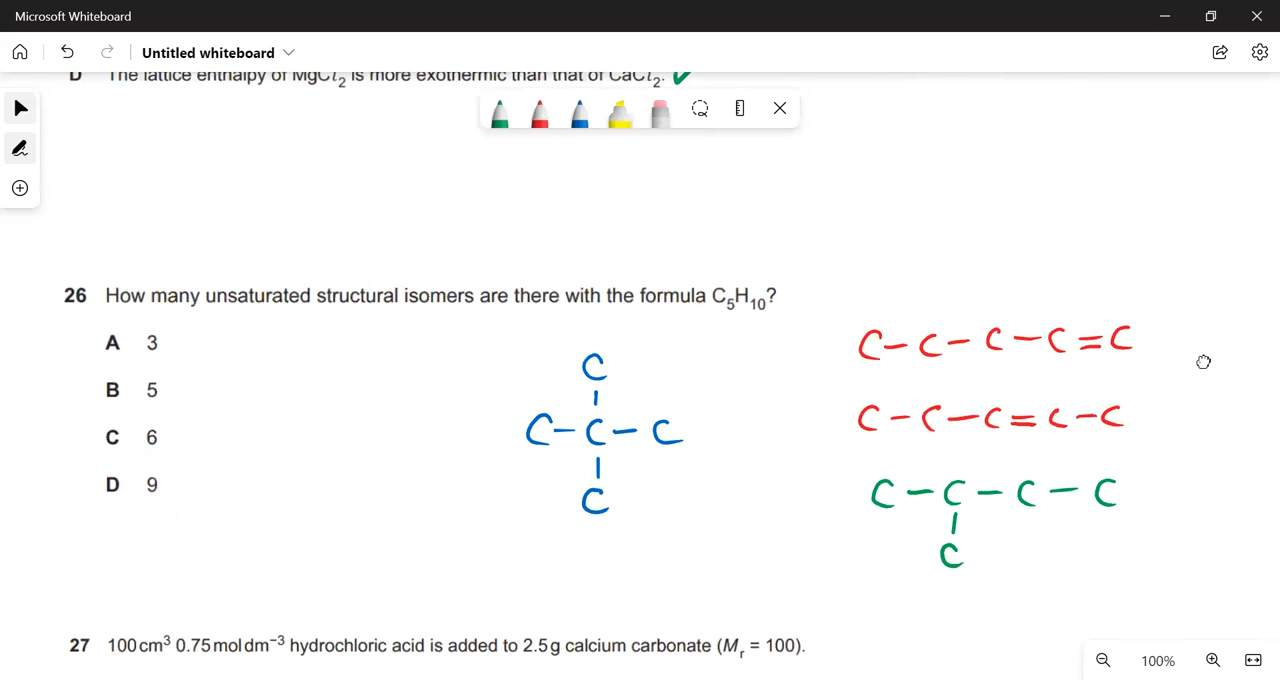 Microsoft Whiteboard
Untitled whiteboard
D The lattice enthalpy of MgCl2 is more exothermic than that of CaCl2.
26 How many unsaturated structural isomers are there with the formula C5H10?
A 3
B 5
C 6
D 9
C
C-C-C
C
C-C-C-C=C
C-C-C=C-C
C-C-C-C
C
27 100 cm³ 0.75 mol dm⁻³ hydrochloric acid is added to 2.5 g calcium carbonate (Mr = 100).
100%